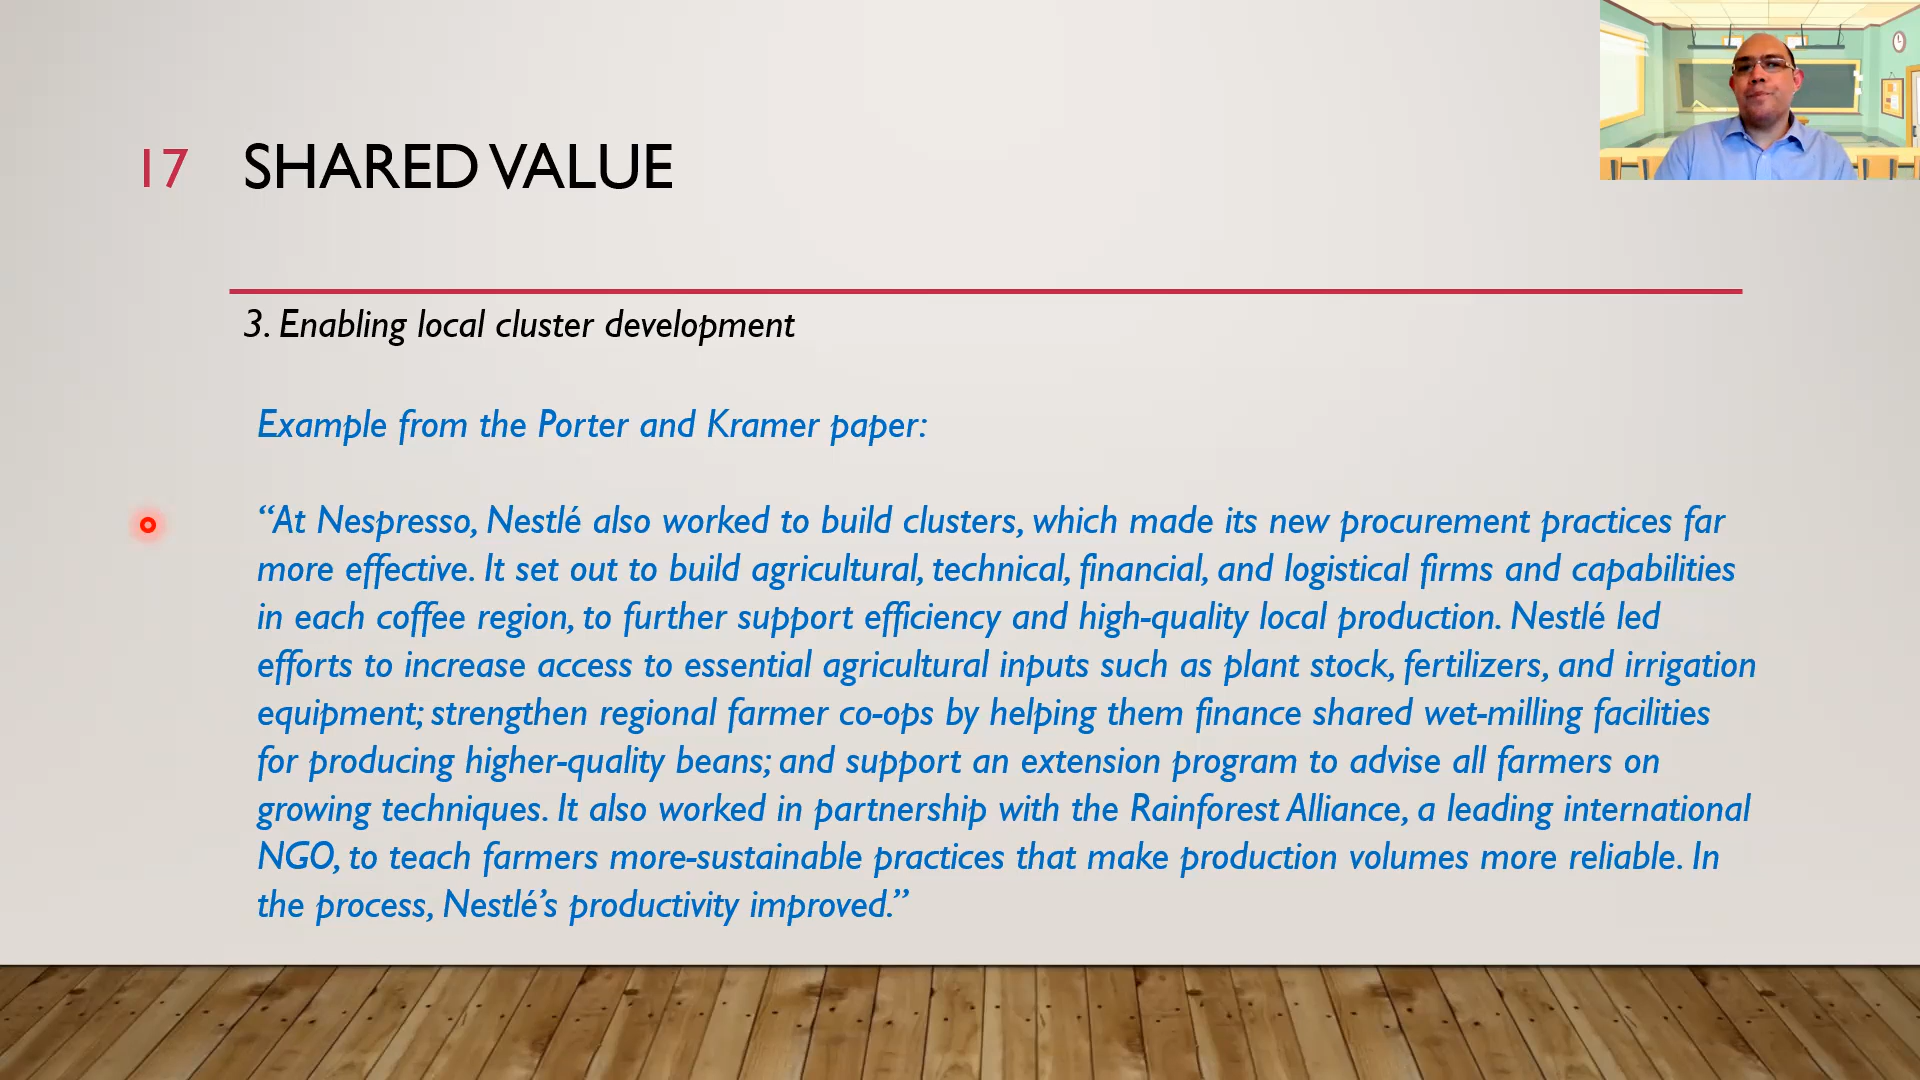 17 SHARED VALUE
3. Enabling local cluster development
Example from the Porter and Kramer paper:
“At Nespresso, Nestlé also worked to build clusters, which made its new procurement practices far
more effective. It set out to build agricultural, technical, financial, and logistical firms and capabilities
in each coffee region, to further support efficiency and high-quality local production. Nestlé led
efforts to increase access to essential agricultural inputs such as plant stock, fertilizers, and irrigation
equipment; strengthen regional farmer co-ops by helping them finance shared wet-milling facilities
for producing higher-quality beans; and support an extension program to advise all farmers on
growing techniques. It also worked in partnership with the Rainforest Alliance, a leading international
NGO, to teach farmers more-sustainable practices that make production volumes more reliable. In
the process, Nestlé’s productivity improved.”